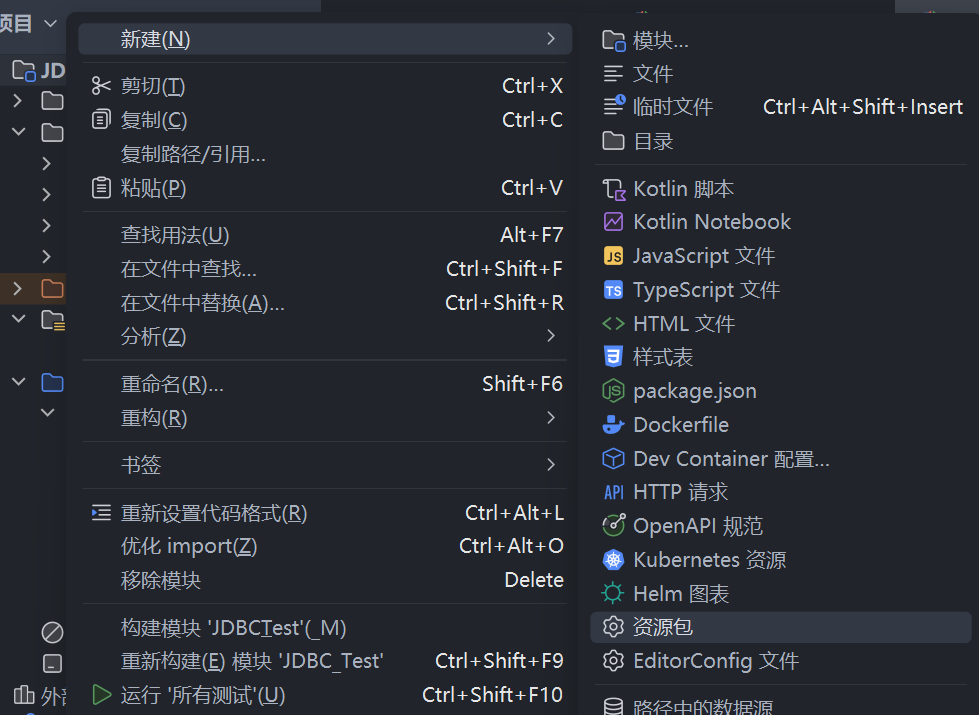 项目
JD
新建(N)
剪切(T) Ctrl+X
复制(C) Ctrl+C
复制路径/引用...
粘贴(P) Ctrl+V
查找用法(U) Alt+F7
在文件中查找... Ctrl+Shift+F
在文件中替换(A)... Ctrl+Shift+R
分析(Z)
重命名(R)... Shift+F6
重构(R)
书签
重新设置代码格式(R) Ctrl+Alt+L
优化 import(Z) Ctrl+Alt+O
移除模块 Delete
构建模块 'JDBCTest'(_M)
重新构建(E) 模块 'JDBC_Test' Ctrl+Shift+F9
外部
运行 '所有测试'(U) Ctrl+Shift+F10
模块...
文件
临时文件 Ctrl+Alt+Shift+Insert
目录
Kotlin 脚本
Kotlin Notebook
JS JavaScript 文件
TS TypeScript 文件
HTML 文件
样式表
package.json
Dockerfile
Dev Container 配置...
API HTTP 请求
OpenAPI 规范
Kubernetes 资源
Helm 图表
资源包
EditorConfig 文件
路径中的数据源